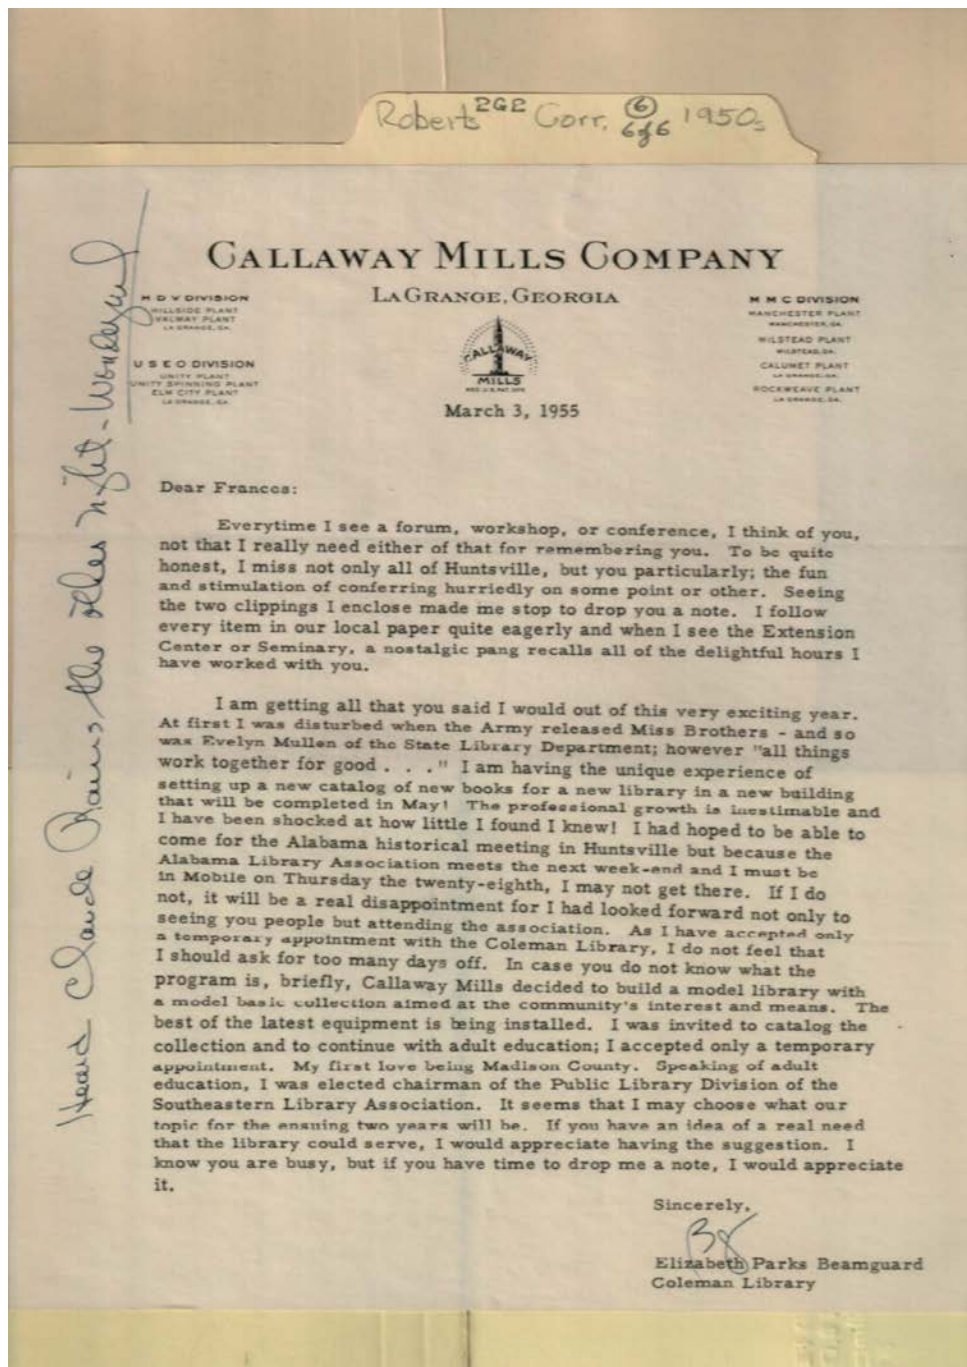 Roberts 2G2 Corr. 6 1950s
6 of 6
CALLAWAY MILLS COMPANY
LAGRANGE, GEORGIA
H D V DIVISION
HILLSIDE PLANT
VALWAY PLANT
LA GRANGE, GA.
U S E O DIVISION
UNITY PLANT
UNITY SPINNING PLANT
ELM CITY PLANT
LA GRANGE, GA.
CALLAWAY
MILLS
REG. U.S. PAT. OFF.
M M C DIVISION
MANCHESTER PLANT
MANCHESTER, GA.
MILSTEAD PLANT
MILSTEAD, GA.
CALUMET PLANT
LA GRANGE, GA.
ROCKWEAVE PLANT
LA GRANGE, GA.
March 3, 1955
Dear Frances:
Everytime I see a forum, workshop, or conference, I think of you,
not that I really need either of that for remembering you. To be quite
honest, I miss not only all of Huntsville, but you particularly; the fun
and stimulation of conferring hurriedly on some point or other. Seeing
the two clippings I enclose made me stop to drop you a note. I follow
every item in our local paper quite eagerly and when I see the Extension
Center or Seminary, a nostalgic pang recalls all of the delightful hours I
have worked with you.
I am getting all that you said I would out of this very exciting year.
At first I was disturbed when the Army released Miss Brothers - and so
was Evelyn Mullen of the State Library Department; however "all things
work together for good . . ." I am having the unique experience of
setting up a new catalog of new books for a new library in a new building
that will be completed in May! The professional growth is inestimable and
I have been shocked at how little I found I knew! I had hoped to be able to
come for the Alabama historical meeting in Huntsville but because the
Alabama Library Association meets the next week-end and I must be
in Mobile on Thursday the twenty-eighth, I may not get there. If I do
not, it will be a real disappointment for I had looked forward not only to
seeing you people but attending the association. As I have accepted only
a temporary appointment with the Coleman Library, I do not feel that
I should ask for too many days off. In case you do not know what the
program is, briefly, Callaway Mills decided to build a model library with
a model basic collection aimed at the community's interest and means. The
best of the latest equipment is being installed. I was invited to catalog the
collection and to continue with adult education; I accepted only a temporary
appointment. My first love being Madison County. Speaking of adult
education, I was elected chairman of the Public Library Division of the
Southeastern Library Association. It seems that I may choose what our
topic for the ensuing two years will be. If you have an idea of a real need
that the library could serve, I would appreciate having the suggestion. I
know you are busy, but if you have time to drop me a note, I would appreciate
it.
Sincerely,
Elizabeth Parks Beamguard
Coleman Library
Heard Claude Rains the other night - Wonderful